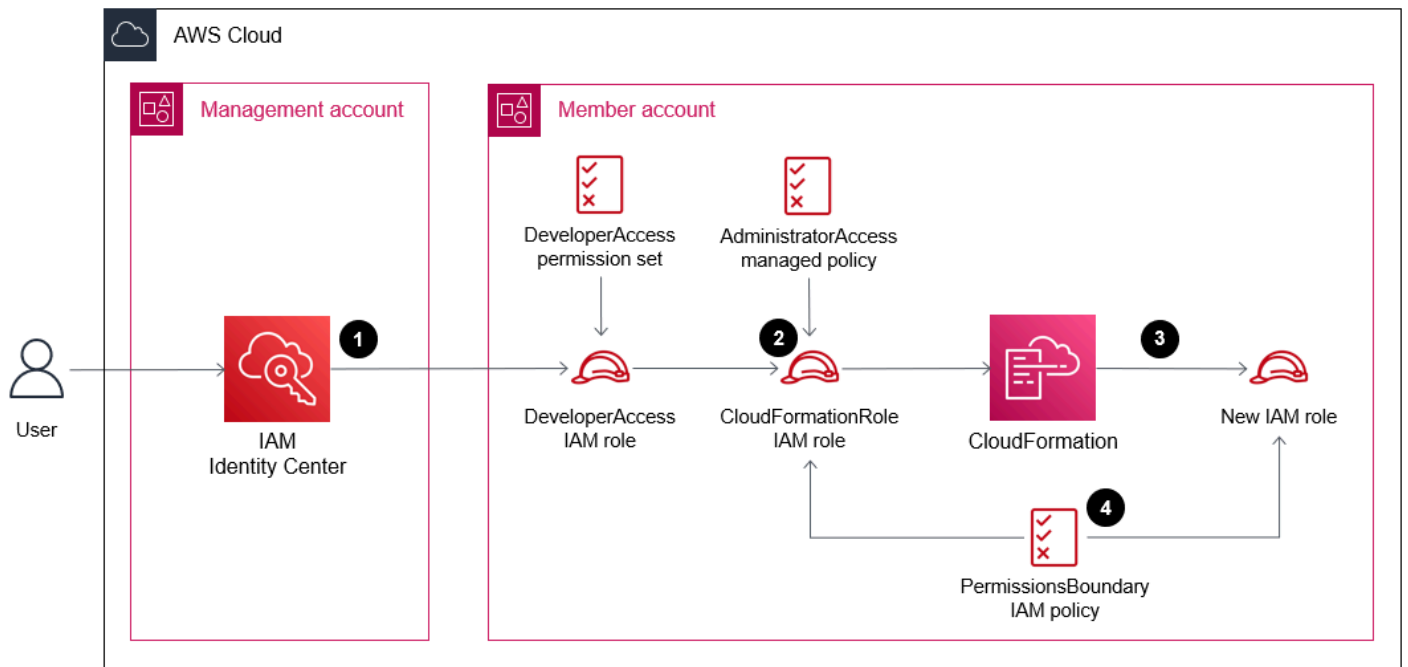 AWS Cloud
Management account
Member account
DeveloperAccess
permission set
AdministratorAccess
managed policy
1
2
3
User
IAM
Identity Center
DeveloperAccess
IAM role
CloudFormationRole
IAM role
CloudFormation
New IAM role
4
PermissionsBoundary
IAM policy